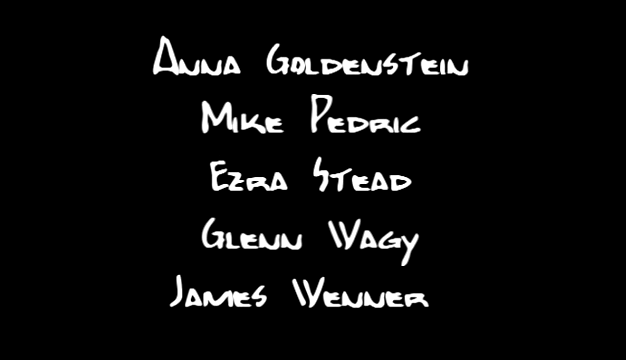 Anna Goldenstein
Mike Pedric
Ezra Stead
Glenn Wagy
James Wenner